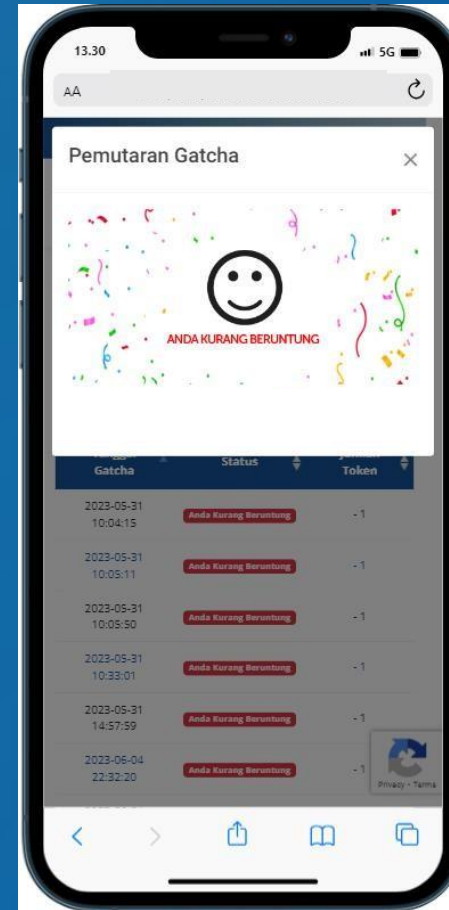 13.30
5G
AA
Pemutaran Gatcha
×
ANDA KURANG BERUNTUNG
Gatcha
Status
Token
2023-05-31
10:04:15
Anda Kurang Beruntung
- 1
2023-05-31
10:05:11
Anda Kurang Beruntung
- 1
2023-05-31
10:05:50
Anda Kurang Beruntung
- 1
2023-05-31
10:33:01
Anda Kurang Beruntung
- 1
2023-05-31
14:57:59
Anda Kurang Beruntung
- 1
2023-06-04
22:32:20
Anda Kurang Beruntung
- 1
Privacy - Terms